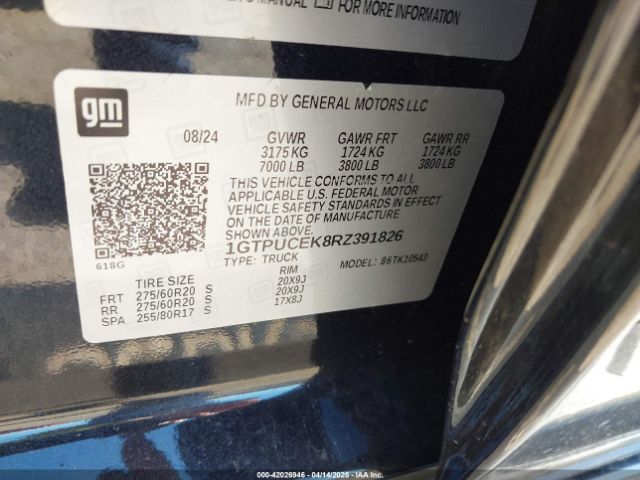 MANUAL FOR MORE INFORMATION
gm
MFD BY GENERAL MOTORS LLC
08/24 GVWR GAWR FRT GAWR RR
3175 KG 1724 KG 1724 KG
7000 LB 3800 LB 3800 LB
THIS VEHICLE CONFORMS TO ALL
APPLICABLE U.S. FEDERAL MOTOR
VEHICLE SAFETY STANDARDS IN EFFECT
ON THE DATE OF MANUFACTURE
SHOWN ABOVE.
1GTPUCEK8RZ391826
618G
TYPE: TRUCK MODEL: 86TK10543
TIRE SIZE RIM
FRT 275/60R20 S 20X9J
RR 275/60R20 S 20X9J
SPA 255/80R17 S 17X8J
000-42026946 - 04/14/2025 - IAA Inc.